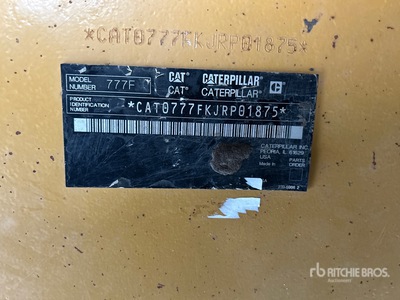 *CAT0777FKJRP01875*
MODEL NUMBER 777F
CAT CATERPILLAR
CAT CATERPILLAR
PRODUCT IDENTIFICATION NUMBER *CAT0777FKJRP01875*
CATERPILLAR INC.
PEORIA, IL 61629
USA
Made in
PARTS ORDER
rb RITCHIE BROS.